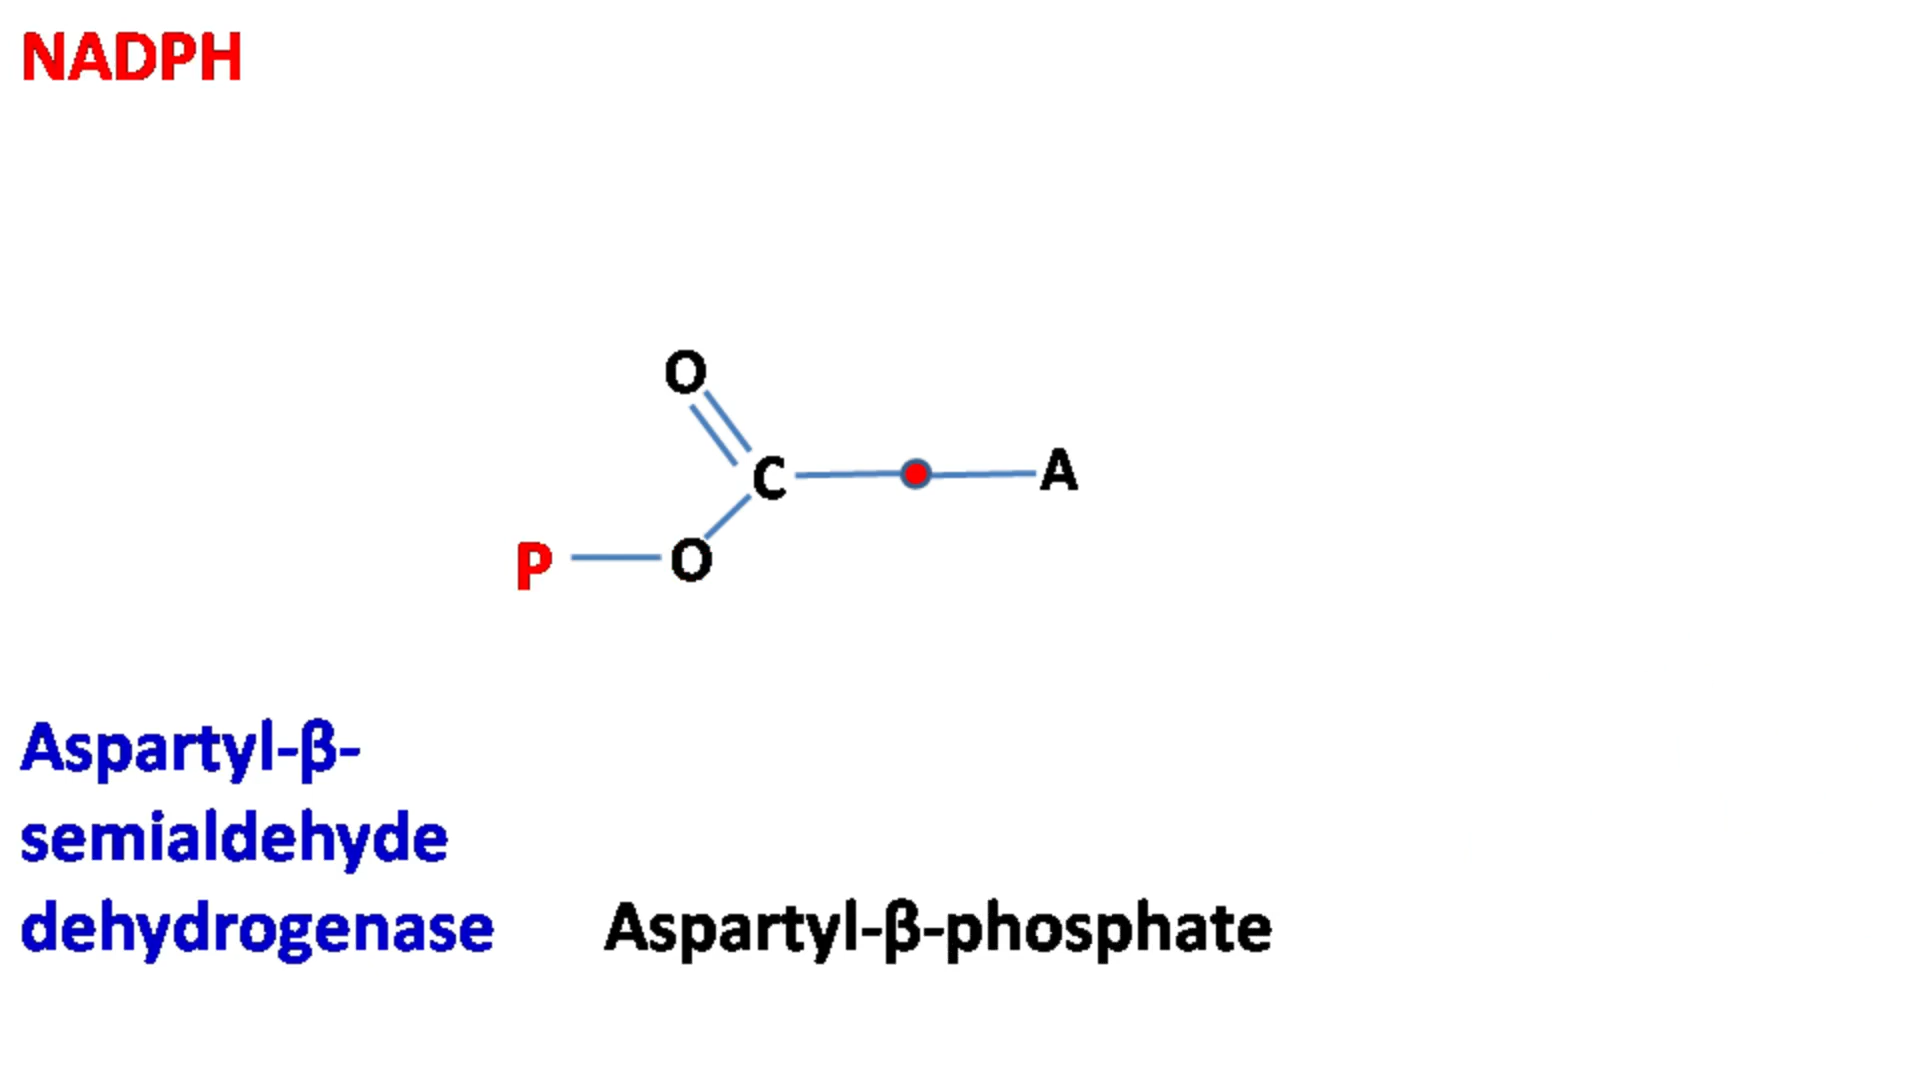 NADPH
O
C
A
P
O
Aspartyl-β-
semialdehyde
dehydrogenase
Aspartyl-β-phosphate